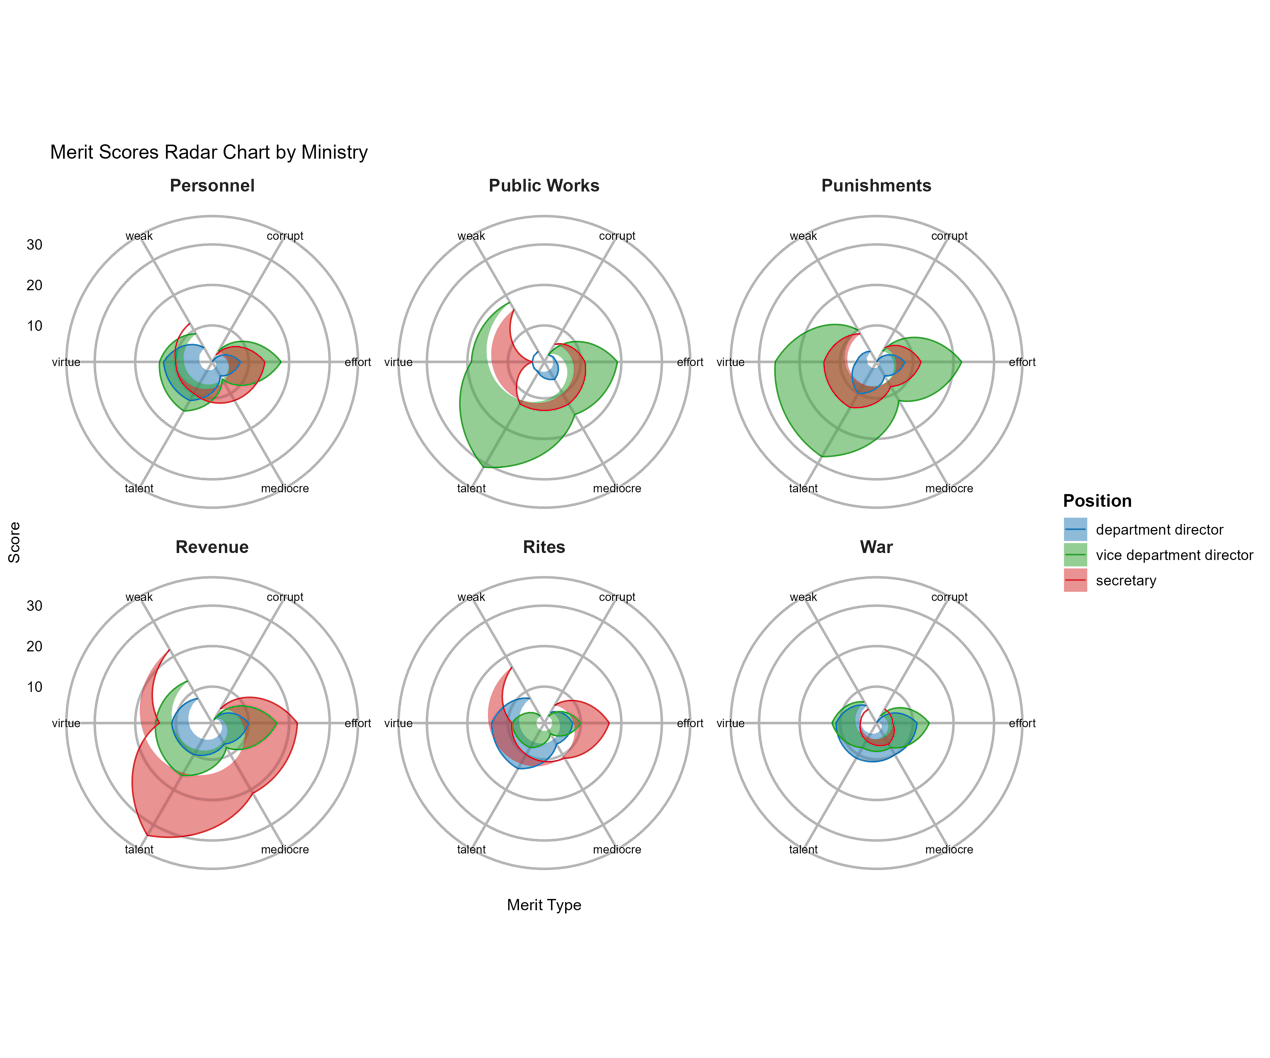 Merit Scores Radar Chart by Ministry
Personnel
Public Works
Punishments
weak
corrupt
weak
corrupt
weak
corrupt
30
20
10
virtue
effort
virtue
effort
virtue
effort
talent
mediocre
talent
mediocre
talent
mediocre
Score
Position
department director
vice department director
secretary
Revenue
Rites
War
weak
corrupt
weak
corrupt
weak
corrupt
30
20
10
virtue
effort
virtue
effort
virtue
effort
talent
mediocre
talent
mediocre
talent
mediocre
Merit Type